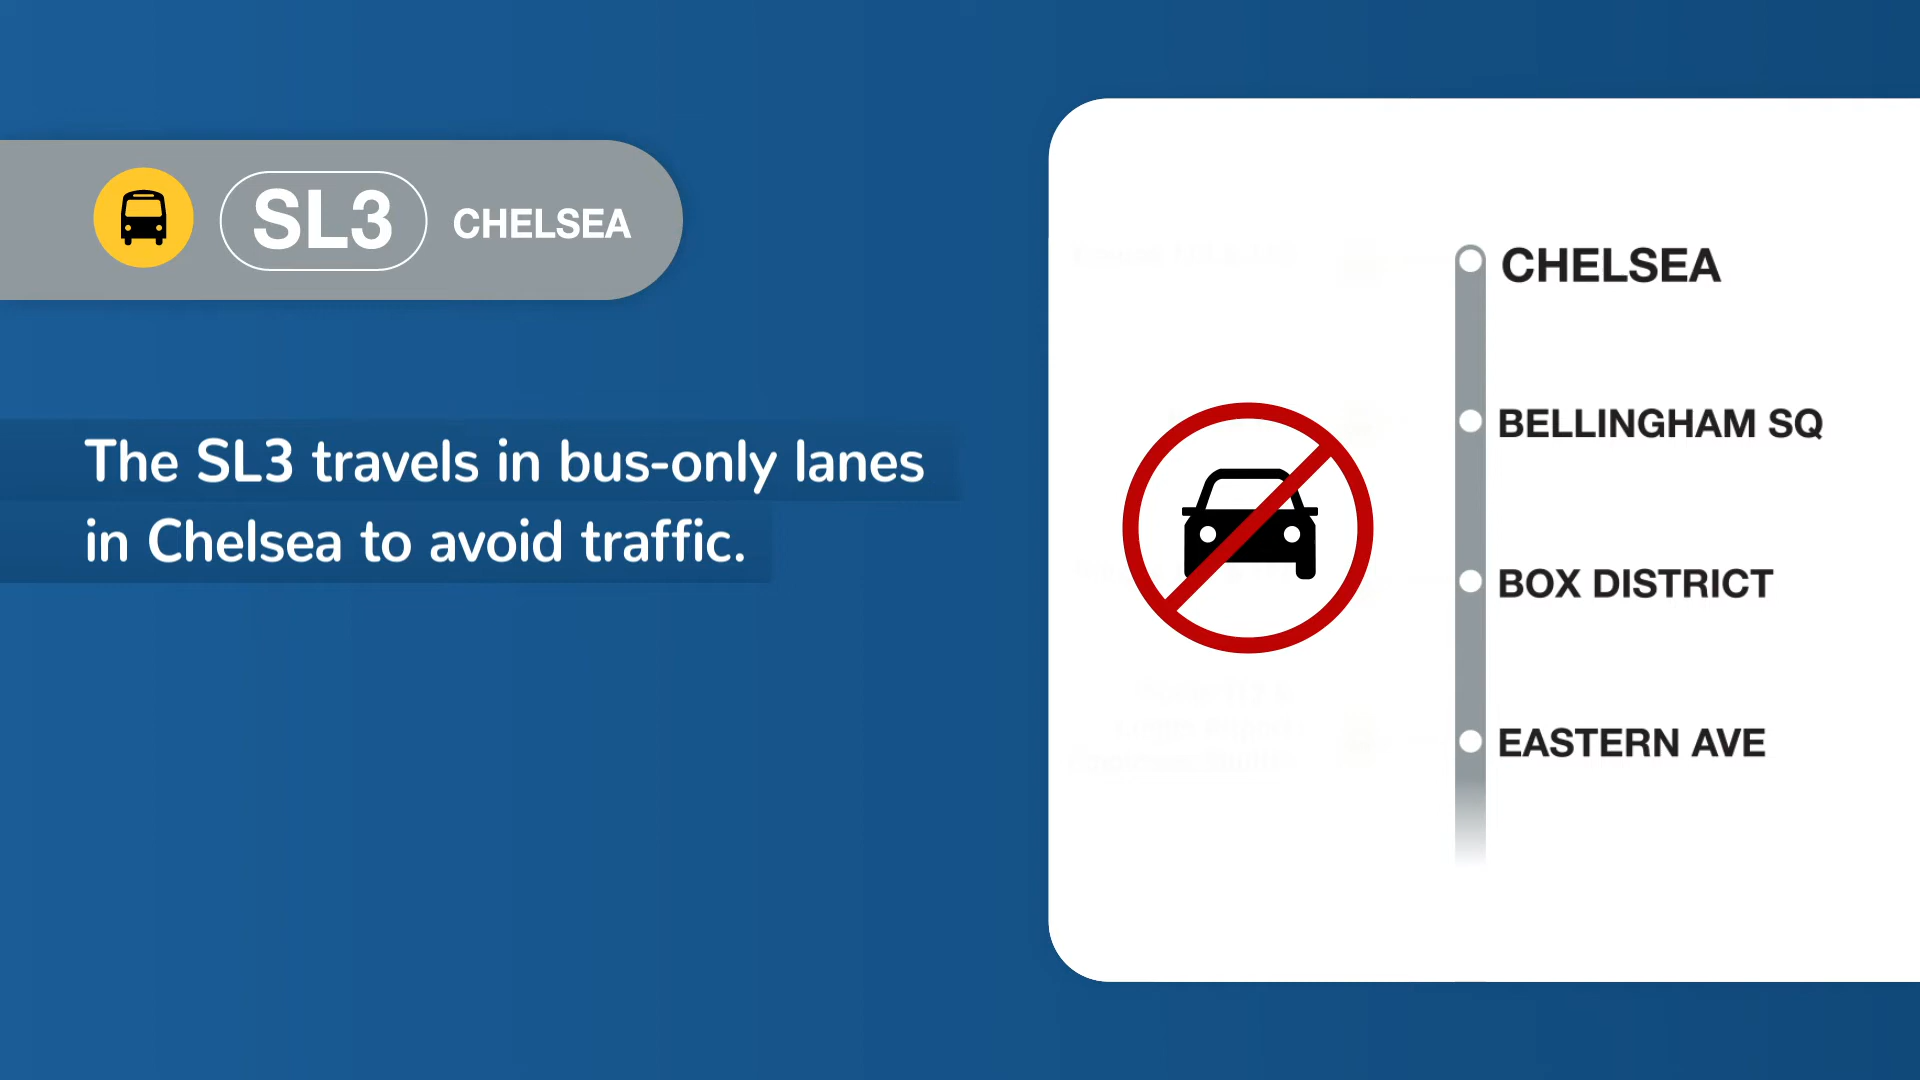 SL3 CHELSEA
The SL3 travels in bus-only lanes
in Chelsea to avoid traffic.
CHELSEA
BELLINGHAM SQ
BOX DISTRICT
EASTERN AVE